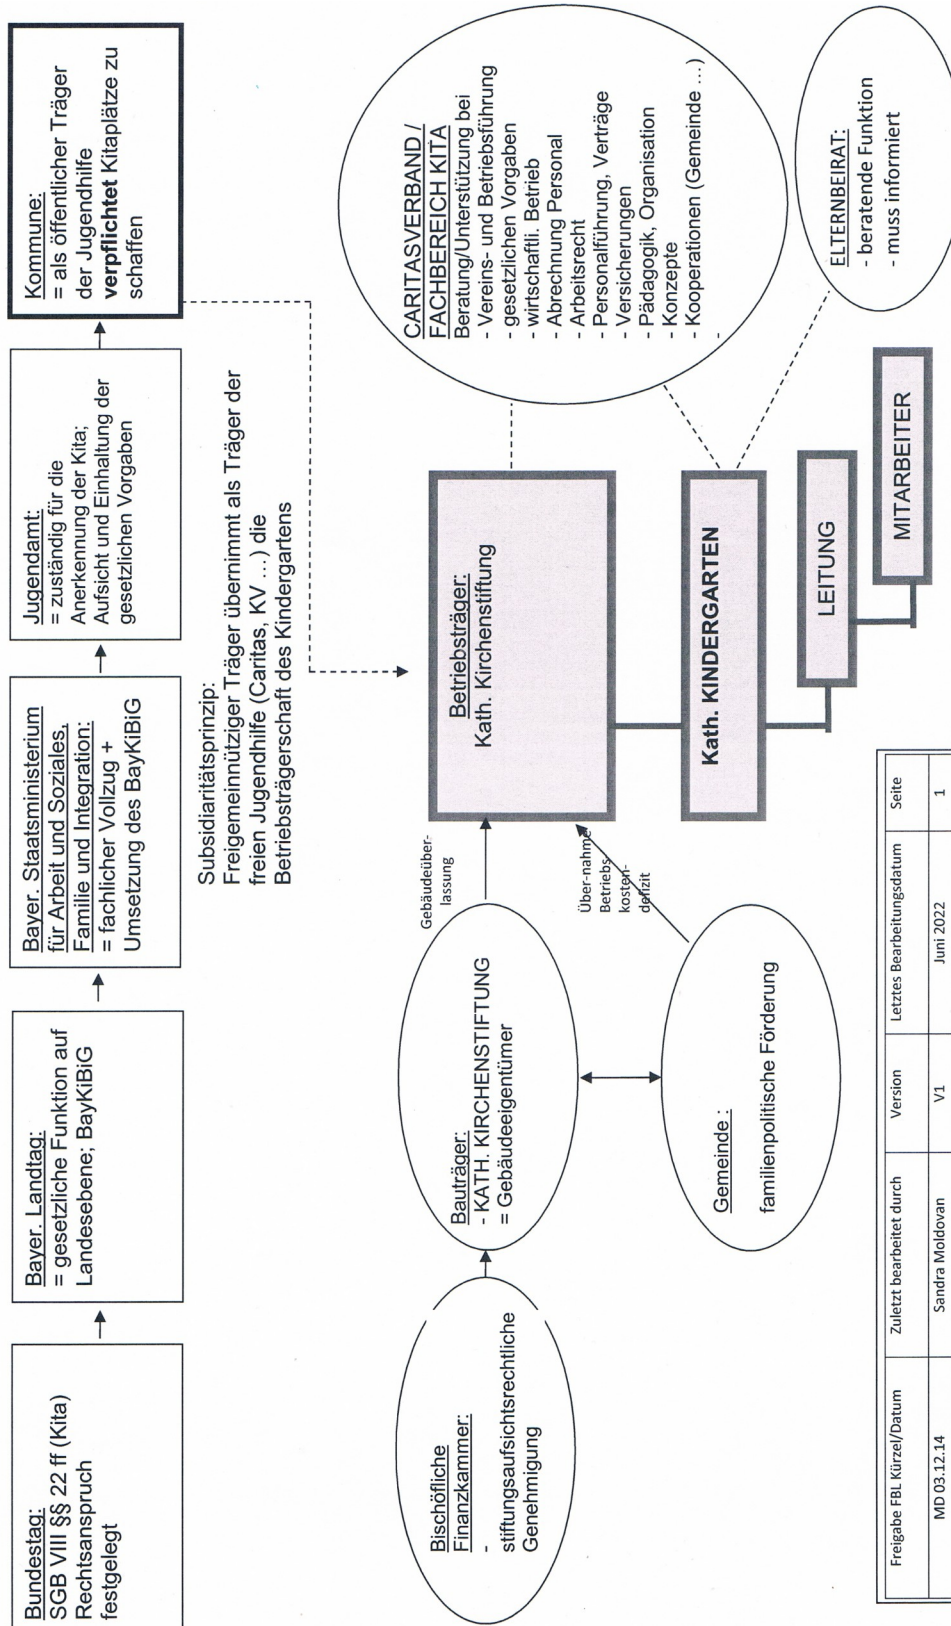 Bundestag:
SGB VIII §§ 22 ff (Kita)
Rechtsanspruch
festgelegt
Bayer. Landtag:
= gesetzliche Funktion auf
Landesebene; BayKiBiG
Bayer. Staatsministerium
für Arbeit und Soziales,
Familie und Integration:
= fachlicher Vollzug +
Umsetzung des BayKiBiG
Jugendamt:
= zuständig für die
Anerkennung der Kita;
Aufsicht und Einhaltung der
gesetzlichen Vorgaben
Kommune:
= als öffentlicher Träger
der Jugendhilfe
verpflichtet Kitaplätze zu
schaffen
Subsidiaritätsprinzip:
Freigemeinnütziger Träger übernimmt als Träger der
freien Jugendhilfe (Caritas, KV ...) die
Betriebsträgerschaft des Kindergartens
Bischöfliche
Finanzkammer:
-
stiftungsaufsichtsrechtliche
Genehmigung
Bauträger:
- KATH. KIRCHENSTIFTUNG
= Gebäudeeigentümer
Gebäudeüber-
lassung
Gemeinde :
familienpolitische Förderung
Über-nahme
Betriebs
kosten-
defizit
Betriebsträger:
Kath. Kirchenstiftung
Kath. KINDERGARTEN
LEITUNG
MITARBEITER
CARITASVERBAND /
FACHBEREICH KITA
Beratung/Unterstützung bei
- Vereins- und Betriebsführung
- gesetzlichen Vorgaben
- wirtschaftli. Betrieb
- Abrechnung Personal
- Arbeitsrecht
- Personalführung, Verträge
- Versicherungen
- Pädagogik, Organisation
- Konzepte
- Kooperationen (Gemeinde ...)
-
ELTERNBEIRAT:
- beratende Funktion
- muss informiert
Freigabe FBL Kürzel/Datum Zuletzt bearbeitet durch Version Letztes Bearbeitungsdatum Seite
MD 03.12.14 Sandra Moldovan V1 Juni 2022 1